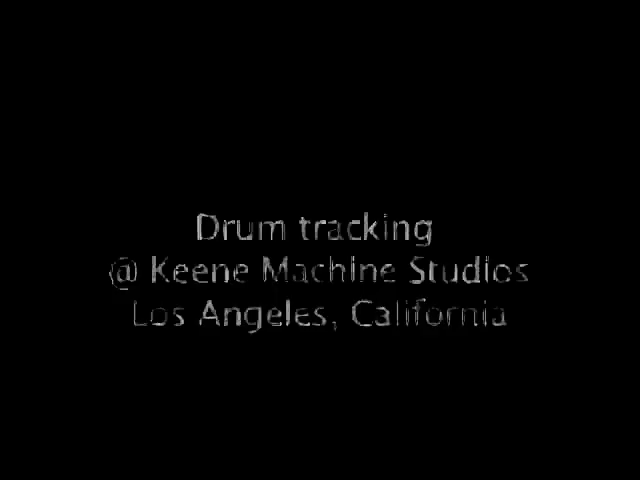 Drum tracking
@ Keene Machine Studios
Los Angeles, California